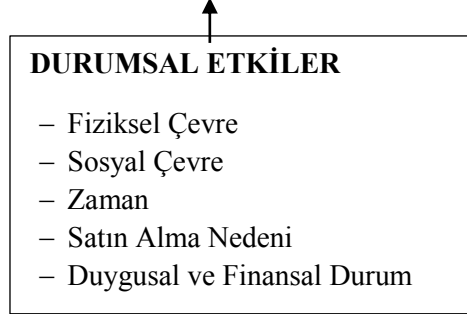 DURUMSAL ETKİLER
– Fiziksel Çevre
– Sosyal Çevre
– Zaman
– Satın Alma Nedeni
– Duygusal ve Finansal Durum